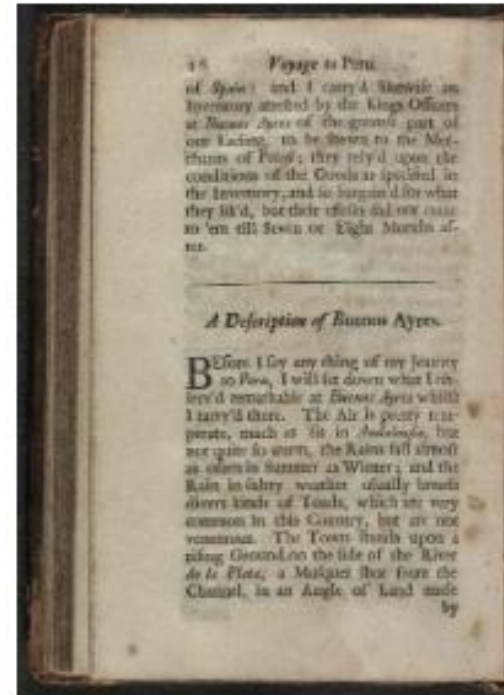 Voyage to Peru
of Spain: and I carry'd likewise an
Inventory attested by the Kings Officers
at Buenos Ayres of the greatest part of
our Lading, to be shewn to the Mer-
chants of Potosi; they rely'd upon the
conditions of the Goods as specified in
the Inventory, and so bargain'd for what
they lik'd, but their effects did not come
to 'em till Seven or Eight Months af-
ter.
A Description of Buenos Ayres.
BEfore I say any thing of my Journey
to Peru, I will set down what I ob-
serv'd remarkable at Buenos Ayres whilst
I tarry'd there. The Air is pretty tem-
perate, much as 'tis in Andalousia, but
not quite so warm, the Rains fall almost
as often in Summer as Winter; and the
Rain in sultry weather usually breeds
divers kinds of Toads, which are very
common in this Country, but are not
venemous. The Town stands upon a
rising Ground on the side of the River
de la Plata, a Musquet shot from the
Channel, in an Angle of Land made
by